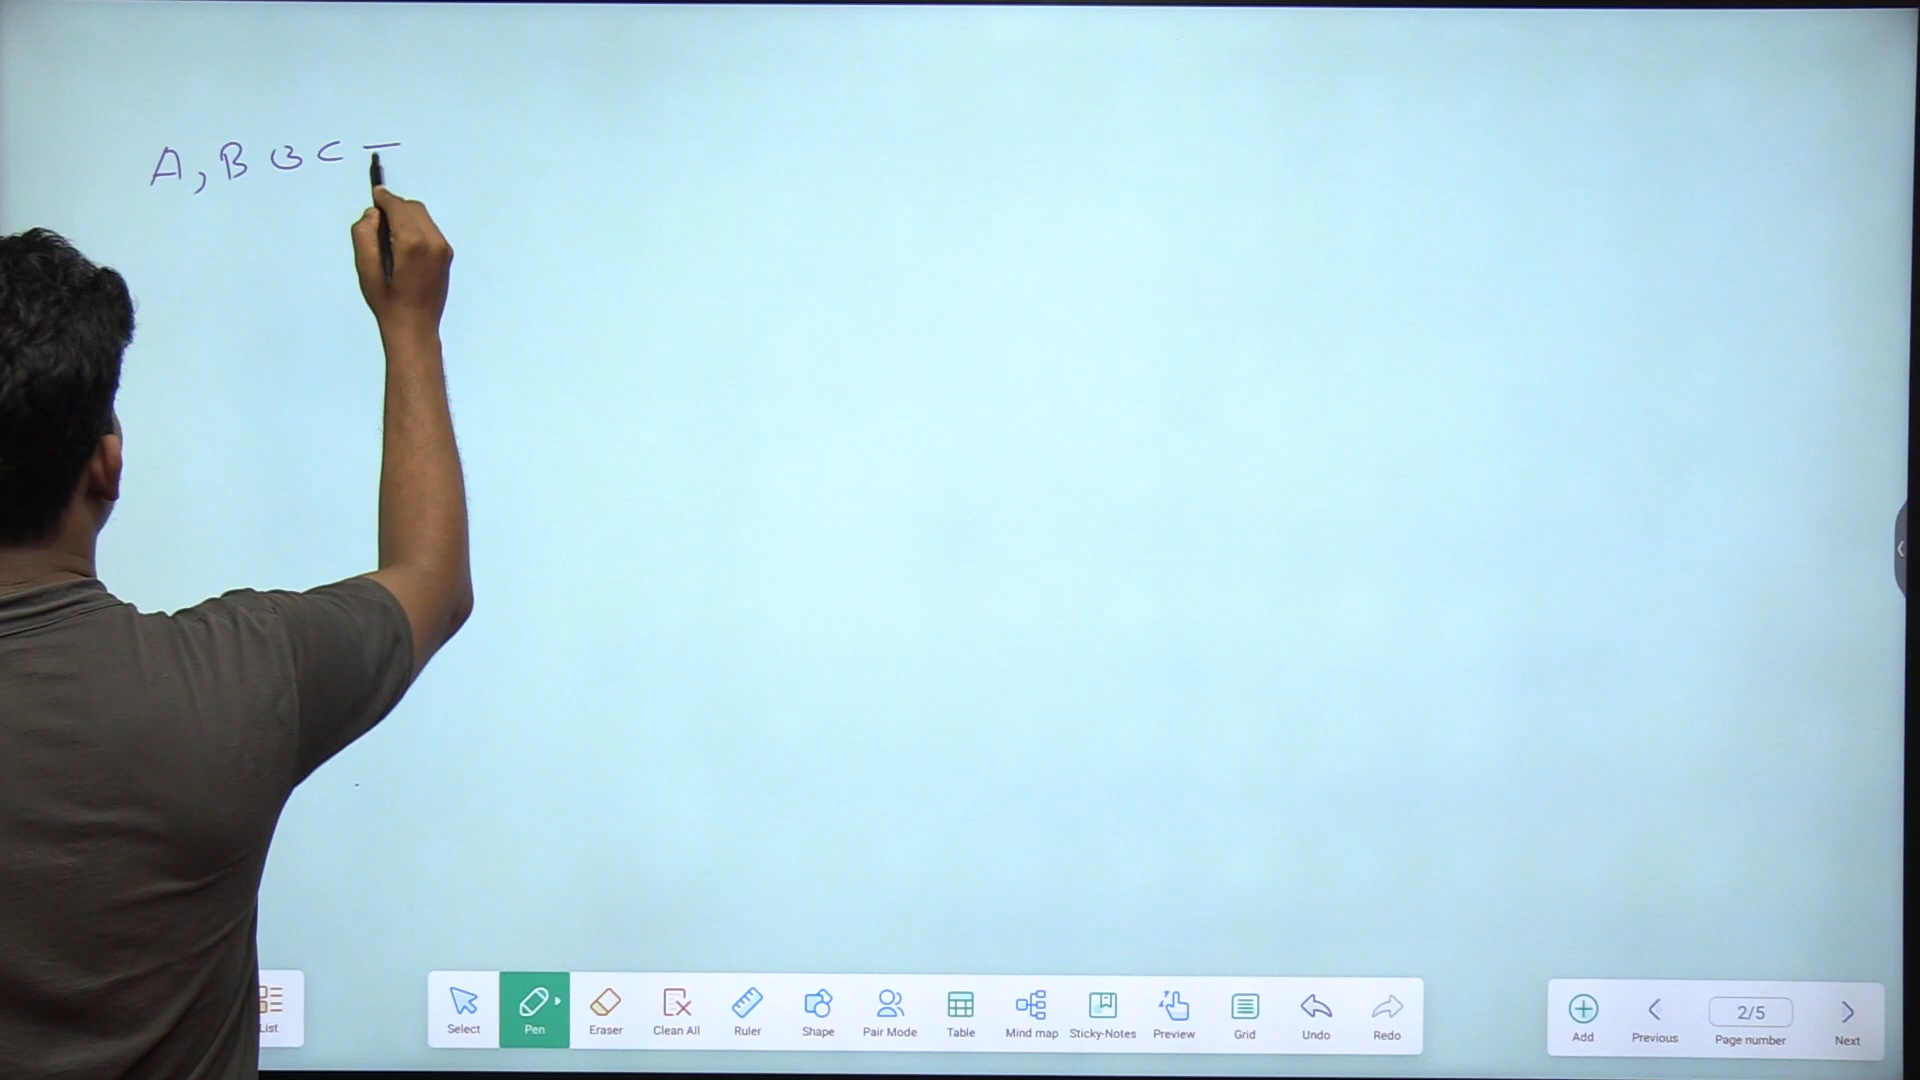 A, B ও C
List
Select Pen Eraser Clean All Ruler Shape Pair Mode Table Mind map Sticky-Notes Preview Grid Undo Redo
Add Previous 2/5 Page number Next